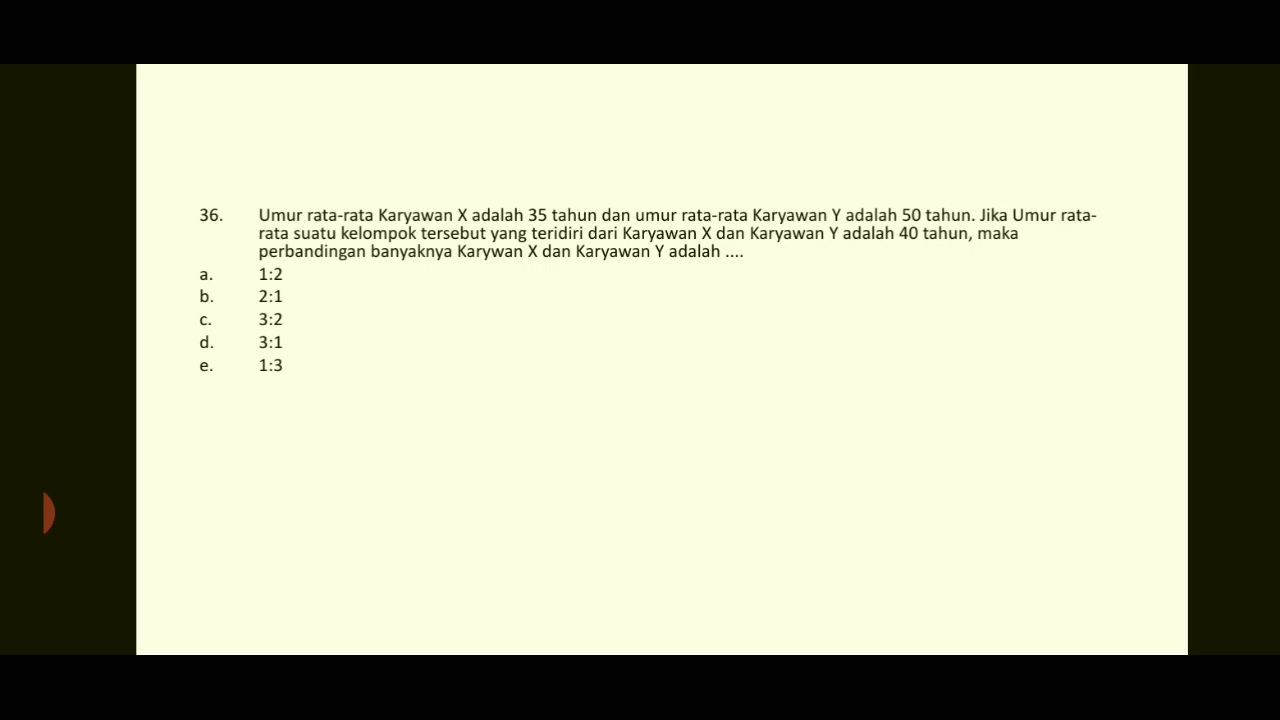 36. Umur rata-rata Karyawan X adalah 35 tahun dan umur rata-rata Karyawan Y adalah 50 tahun. Jika Umur rata-
rata suatu kelompok tersebut yang teridiri dari Karyawan X dan Karyawan Y adalah 40 tahun, maka
perbandingan banyaknya Karywan X dan Karyawan Y adalah ....
a. 1:2
b. 2:1
c. 3:2
d. 3:1
e. 1:3